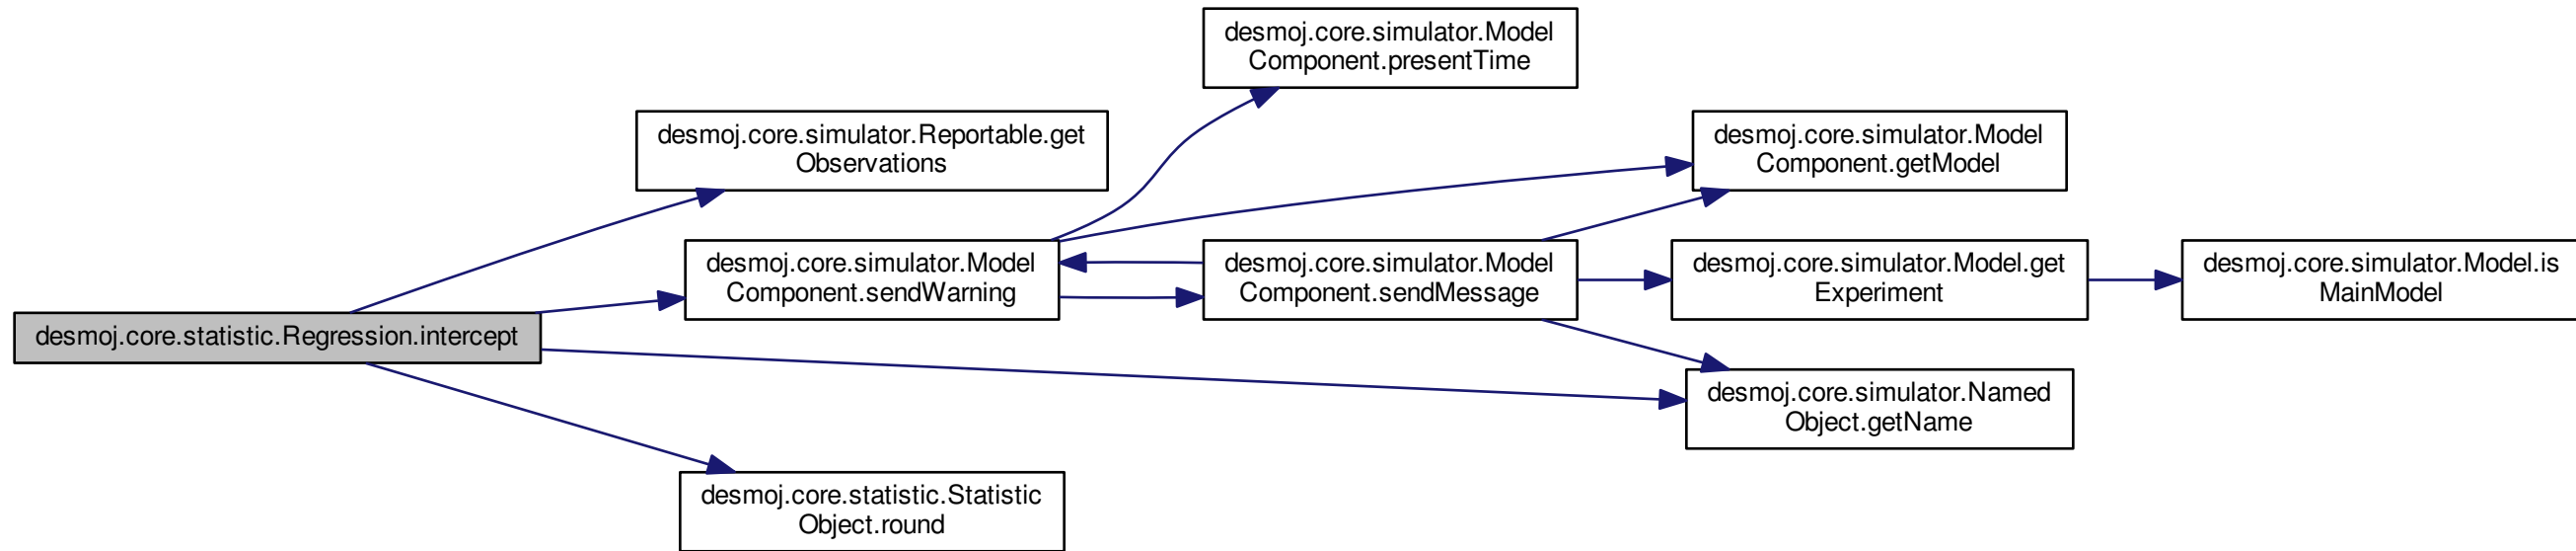 desmoj.core.statistic.Regression.intercept
desmoj.core.simulator.Reportable.get
Observations
desmoj.core.simulator.Model
Component.sendWarning
desmoj.core.statistic.Statistic
Object.round
desmoj.core.simulator.Model
Component.presentTime
desmoj.core.simulator.Model
Component.sendMessage
desmoj.core.simulator.Model
Component.getModel
desmoj.core.simulator.Model.get
Experiment
desmoj.core.simulator.Named
Object.getName
desmoj.core.simulator.Model.is
MainModel